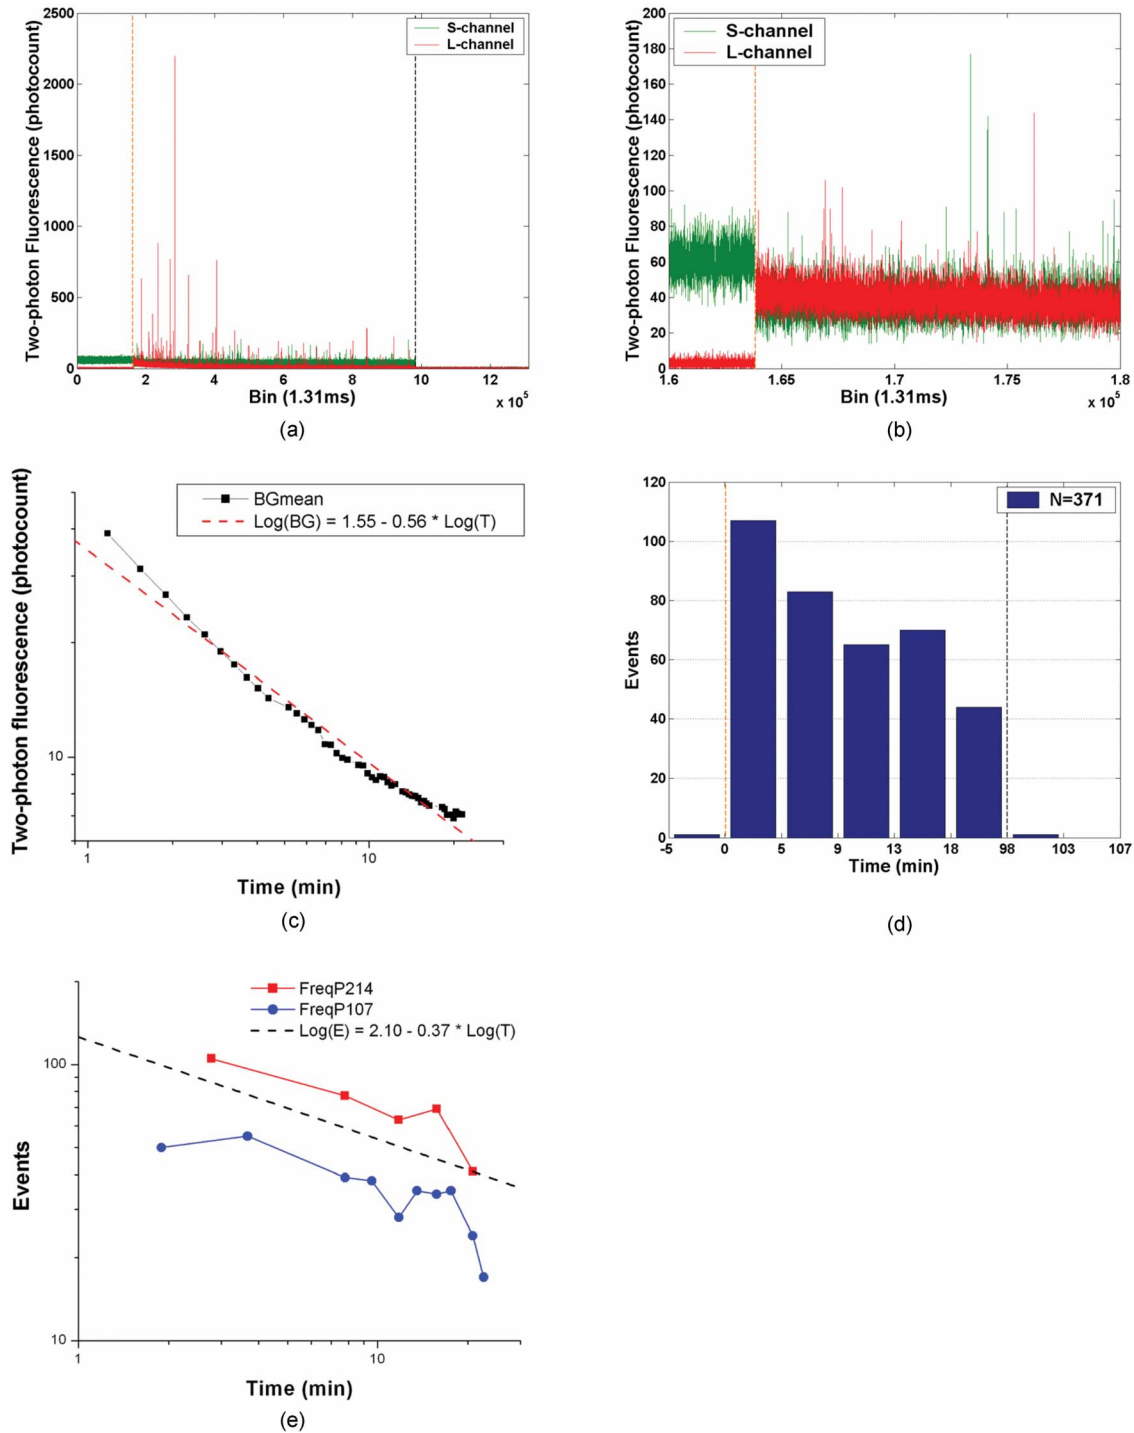 Two-photon Fluorescence (photocount)
2500
2000
1500
1000
500
0
S-channel
L-channel
0 2 4 6 8 10 12
Bin (1.31ms)
x 10⁵
(a)
Two-photon Fluorescence (photocount)
200
180
160
140
120
100
80
60
40
20
0
S-channel
L-channel
1.6 1.65 1.7 1.75 1.8
Bin (1.31ms)
x 10⁵
(b)
Two-photon fluorescence (photocount)
BGmean
Log(BG) = 1.55 - 0.56 * Log(T)
10
1 10
Time (min)
(c)
Events
120
100
80
60
40
20
0
N=371
-5 0 5 9 13 18 98 103 107
Time (min)
(d)
Events
FreqP214
FreqP107
Log(E) = 2.10 - 0.37 * Log(T)
100
10
1 10
Time (min)
(e)